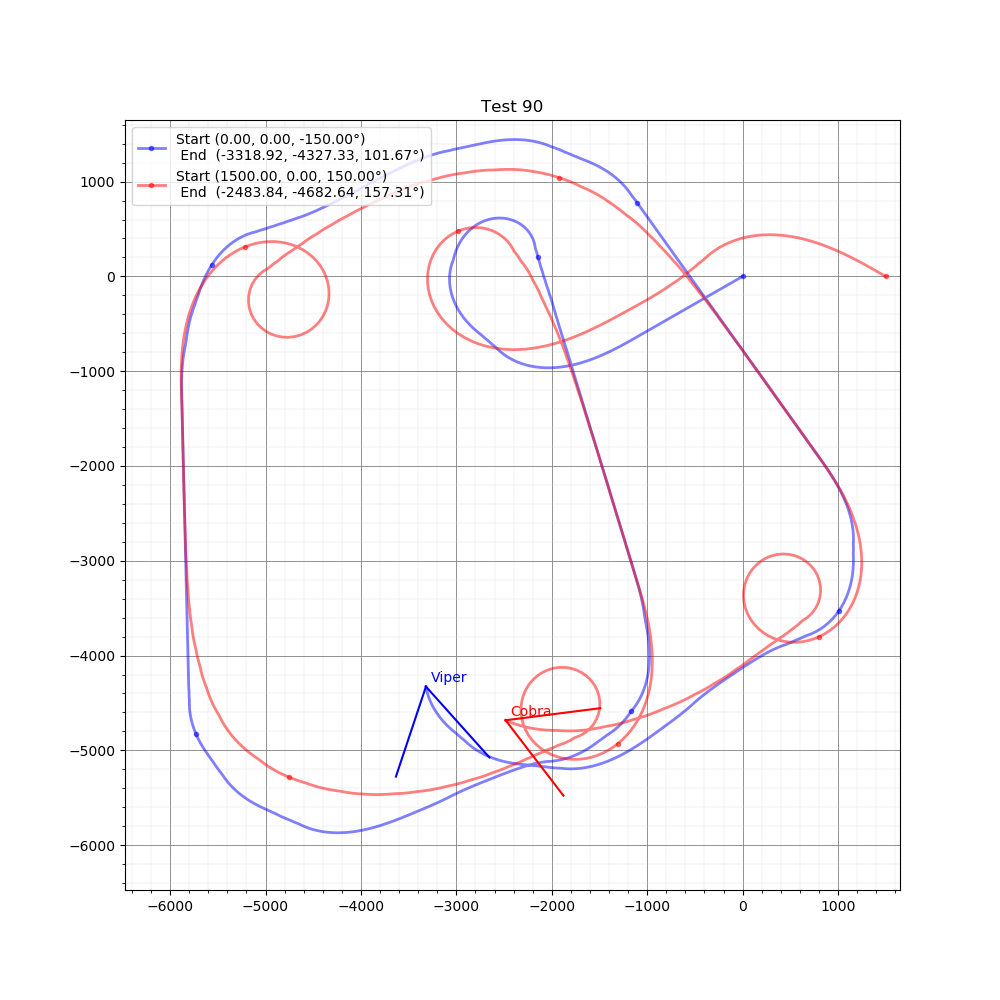 Test 90
Start (0.00, 0.00, -150.00°)
End  (-3318.92, -4327.33, 101.67°)
Start (1500.00, 0.00, 150.00°)
End  (-2483.84, -4682.64, 157.31°)
1000
0
−1000
−2000
−3000
−4000
−5000
−6000
Viper
Cobra
−6000 −5000 −4000 −3000 −2000 −1000 0 1000